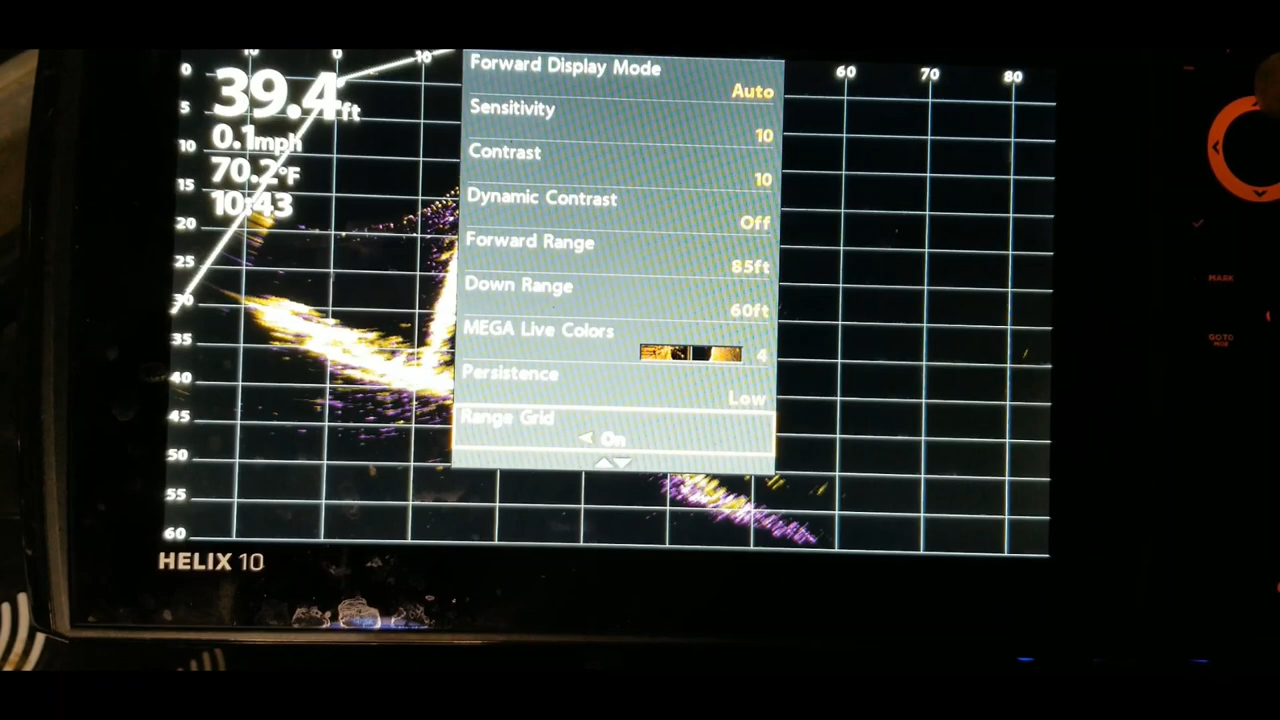 10 0 10
Forward Display Mode
Auto
60 70 80
0
39.4ft
Sensitivity
10
5
0.1mph
Contrast
10
10
70.2°F
Dynamic Contrast
Off
15
10:43
Forward Range
85ft
20
Down Range
60ft
25
MEGA Live Colors
4
30
Persistence
Low
35
Range Grid
On
40
45
50
55
60
HELIX 10
MARK
GOTO
MOB